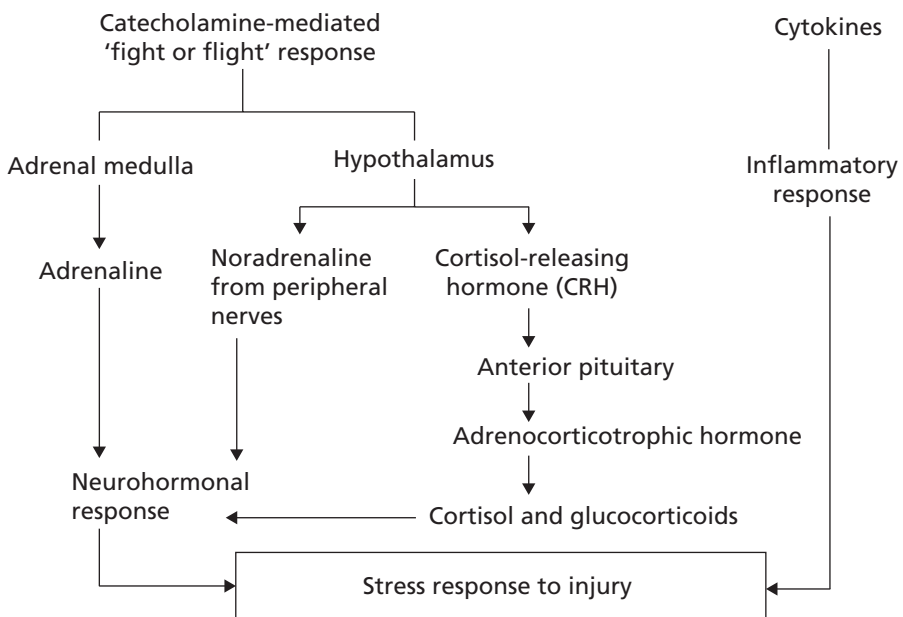 Catecholamine-mediated
‘fight or flight’ response
Cytokines
Adrenal medulla
Hypothalamus
Inflammatory
response
Adrenaline
Noradrenaline
from peripheral
nerves
Cortisol-releasing
hormone (CRH)
Anterior pituitary
Adrenocorticotrophic hormone
Neurohormonal
response
Cortisol and glucocorticoids
Stress response to injury